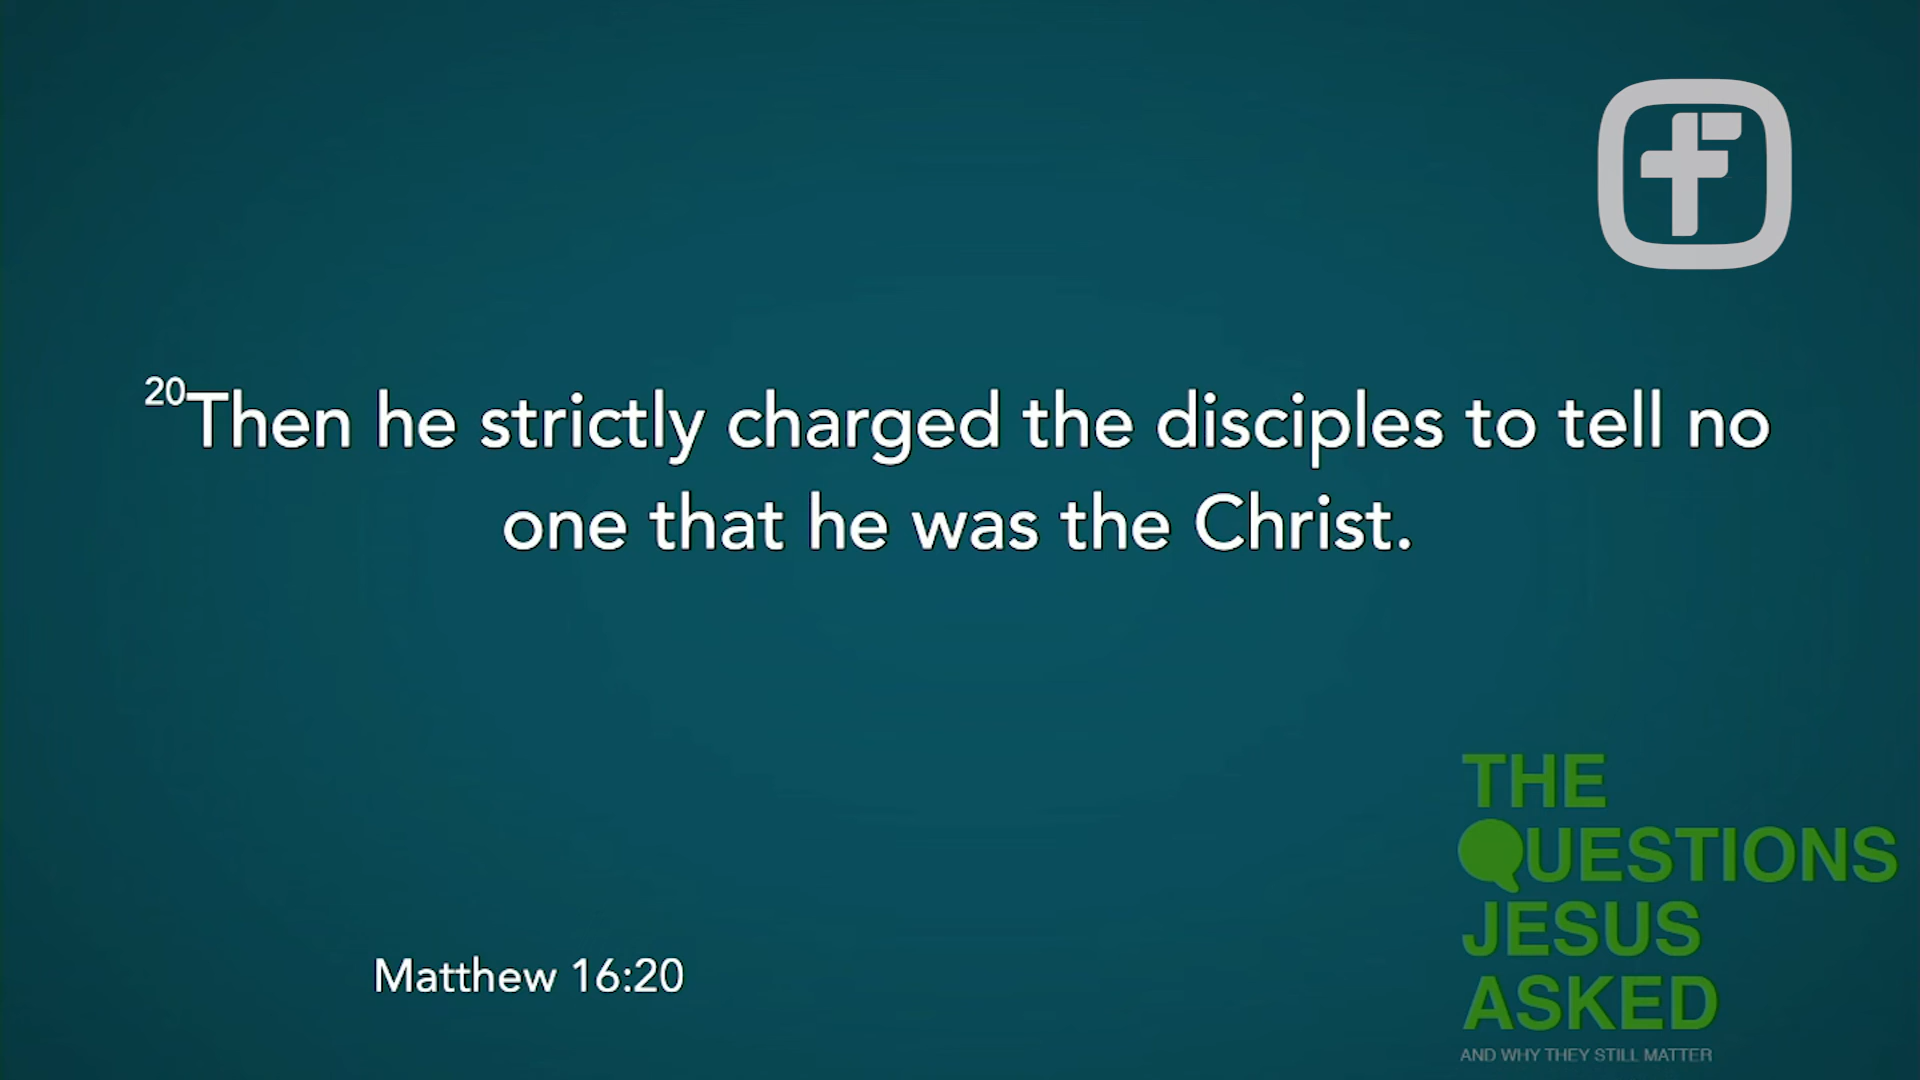 20Then he strictly charged the disciples to tell no
one that he was the Christ.
Matthew 16:20
THE
QUESTIONS
JESUS
ASKED
AND WHY THEY STILL MATTER